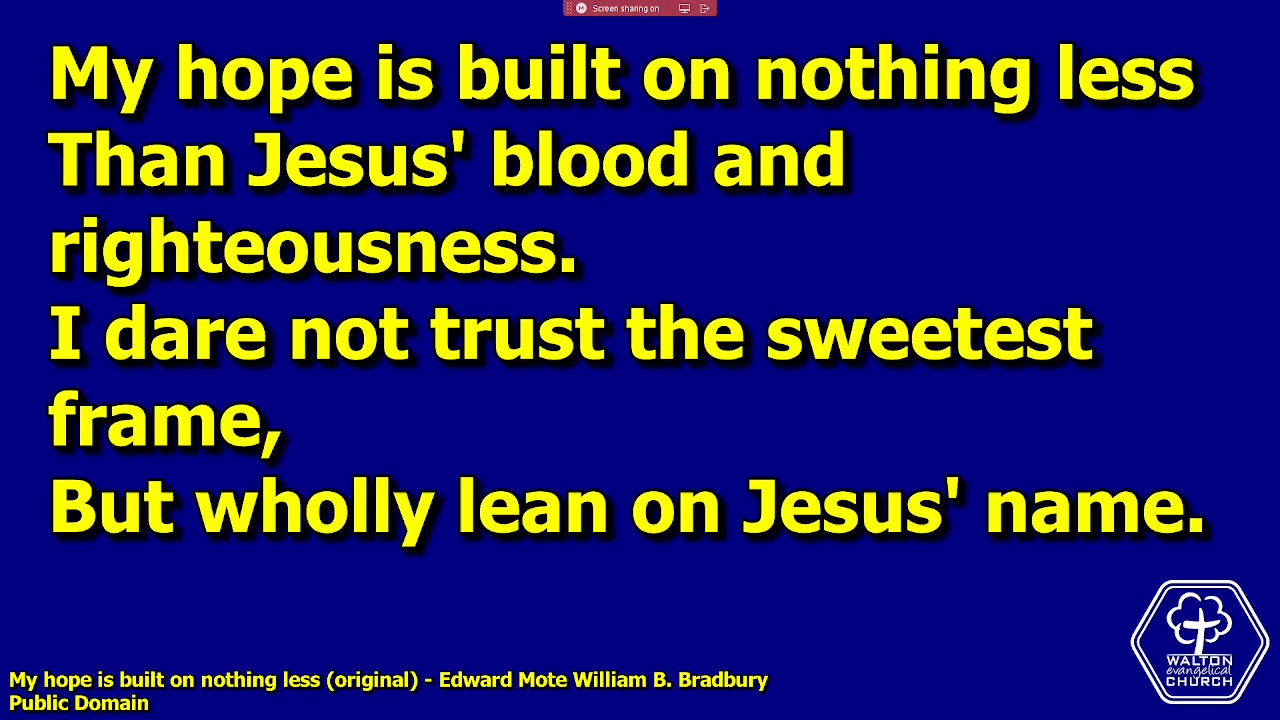 Screen sharing on
My hope is built on nothing less
Than Jesus' blood and
righteousness.
I dare not trust the sweetest
frame,
But wholly lean on Jesus' name.
WALTON
evangelical
CHURCH
My hope is built on nothing less (original) - Edward Mote William B. Bradbury
Public Domain